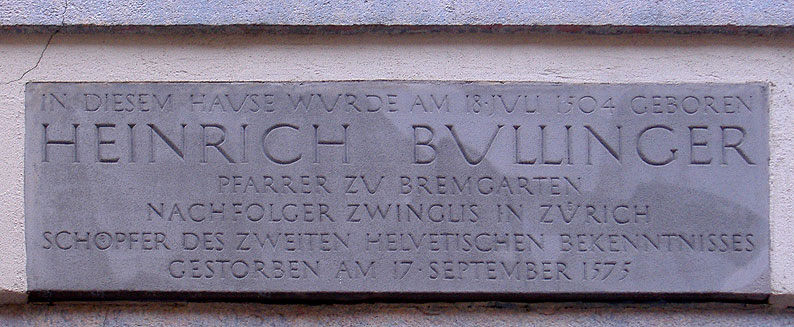 IN DIESEM HAVSE WVRDE AM 18·JVLI 1504 GEBOREN
HEINRICH BVLLINGER
PFARRER ZV BREMGARTEN
NACHFOLGER ZWINGLIS IN ZÜRICH
SCHÖPFER DES ZWEITEN HELVETISCHEN BEKENNTNISSES
GESTORBEN AM 17·SEPTEMBER 1575